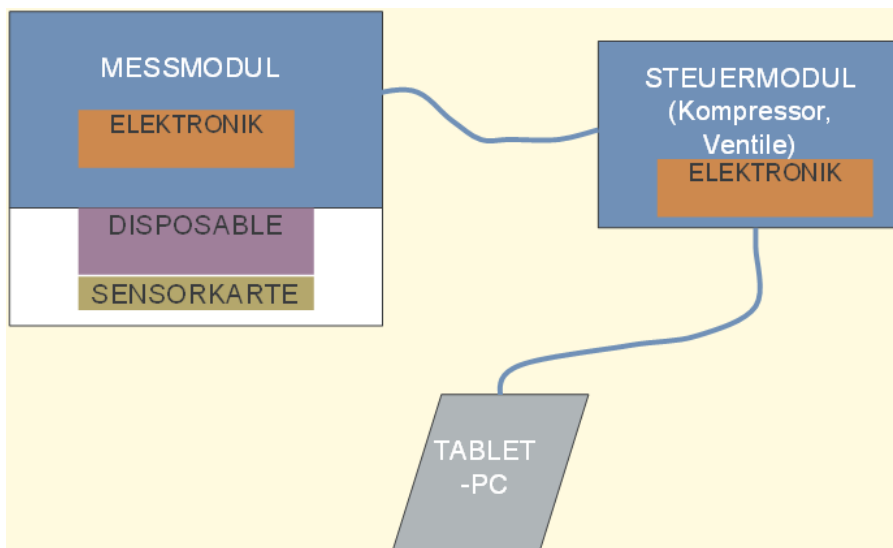 MESSMODUL
ELEKTRONIK
DISPOSABLE
SENSORKARTE
STEUERMODUL
(Kompressor,
Ventile)
ELEKTRONIK
TABLET
-PC